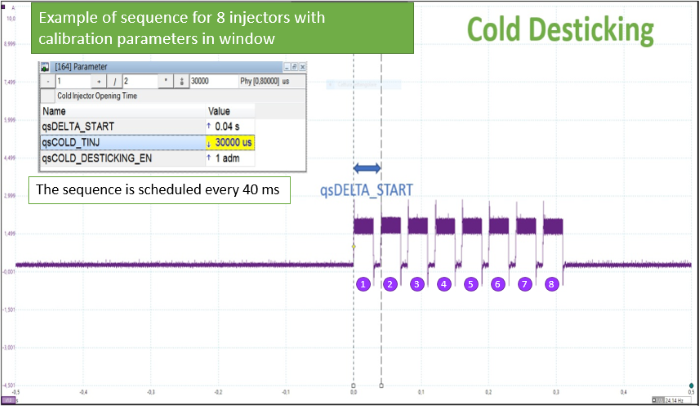 Example of sequence for 8 injectors with
calibration parameters in window
Cold Desticking
[164] Parameter
- 1 + / 2 * 30000 Phy [0.80000] us
Cold Injector Opening Time
Name Value
qsDELTA_START ↑ 0.04 s
qsCOLD_TINJ ↓ 30000 us
qsCOLD_DESTICKING_EN ↑ 1 adm
The sequence is scheduled every 40 ms
qsDELTA_START
1 2 3 4 5 6 7 8
A
10,0
8,999
5,999
4,499
2,999
1,499
-0,001
-1,501
-3,001
-4,501
-0,5 -0,4 -0,3 -0,2 -0,1 0,0 0,1 0,2 0,3 0,4 0,5
24,14 Hz